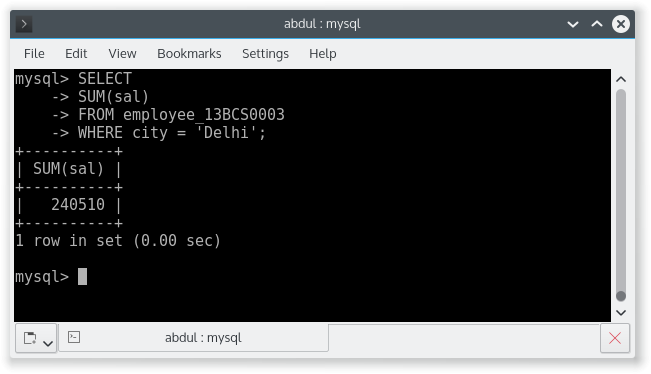 abdul : mysql
File Edit View Bookmarks Settings Help
mysql> SELECT
    -> SUM(sal)
    -> FROM employee_13BCS0003
    -> WHERE city = 'Delhi';
+----------+
| SUM(sal) |
+----------+
|   240510 |
+----------+
1 row in set (0.00 sec)
mysql>
abdul : mysql